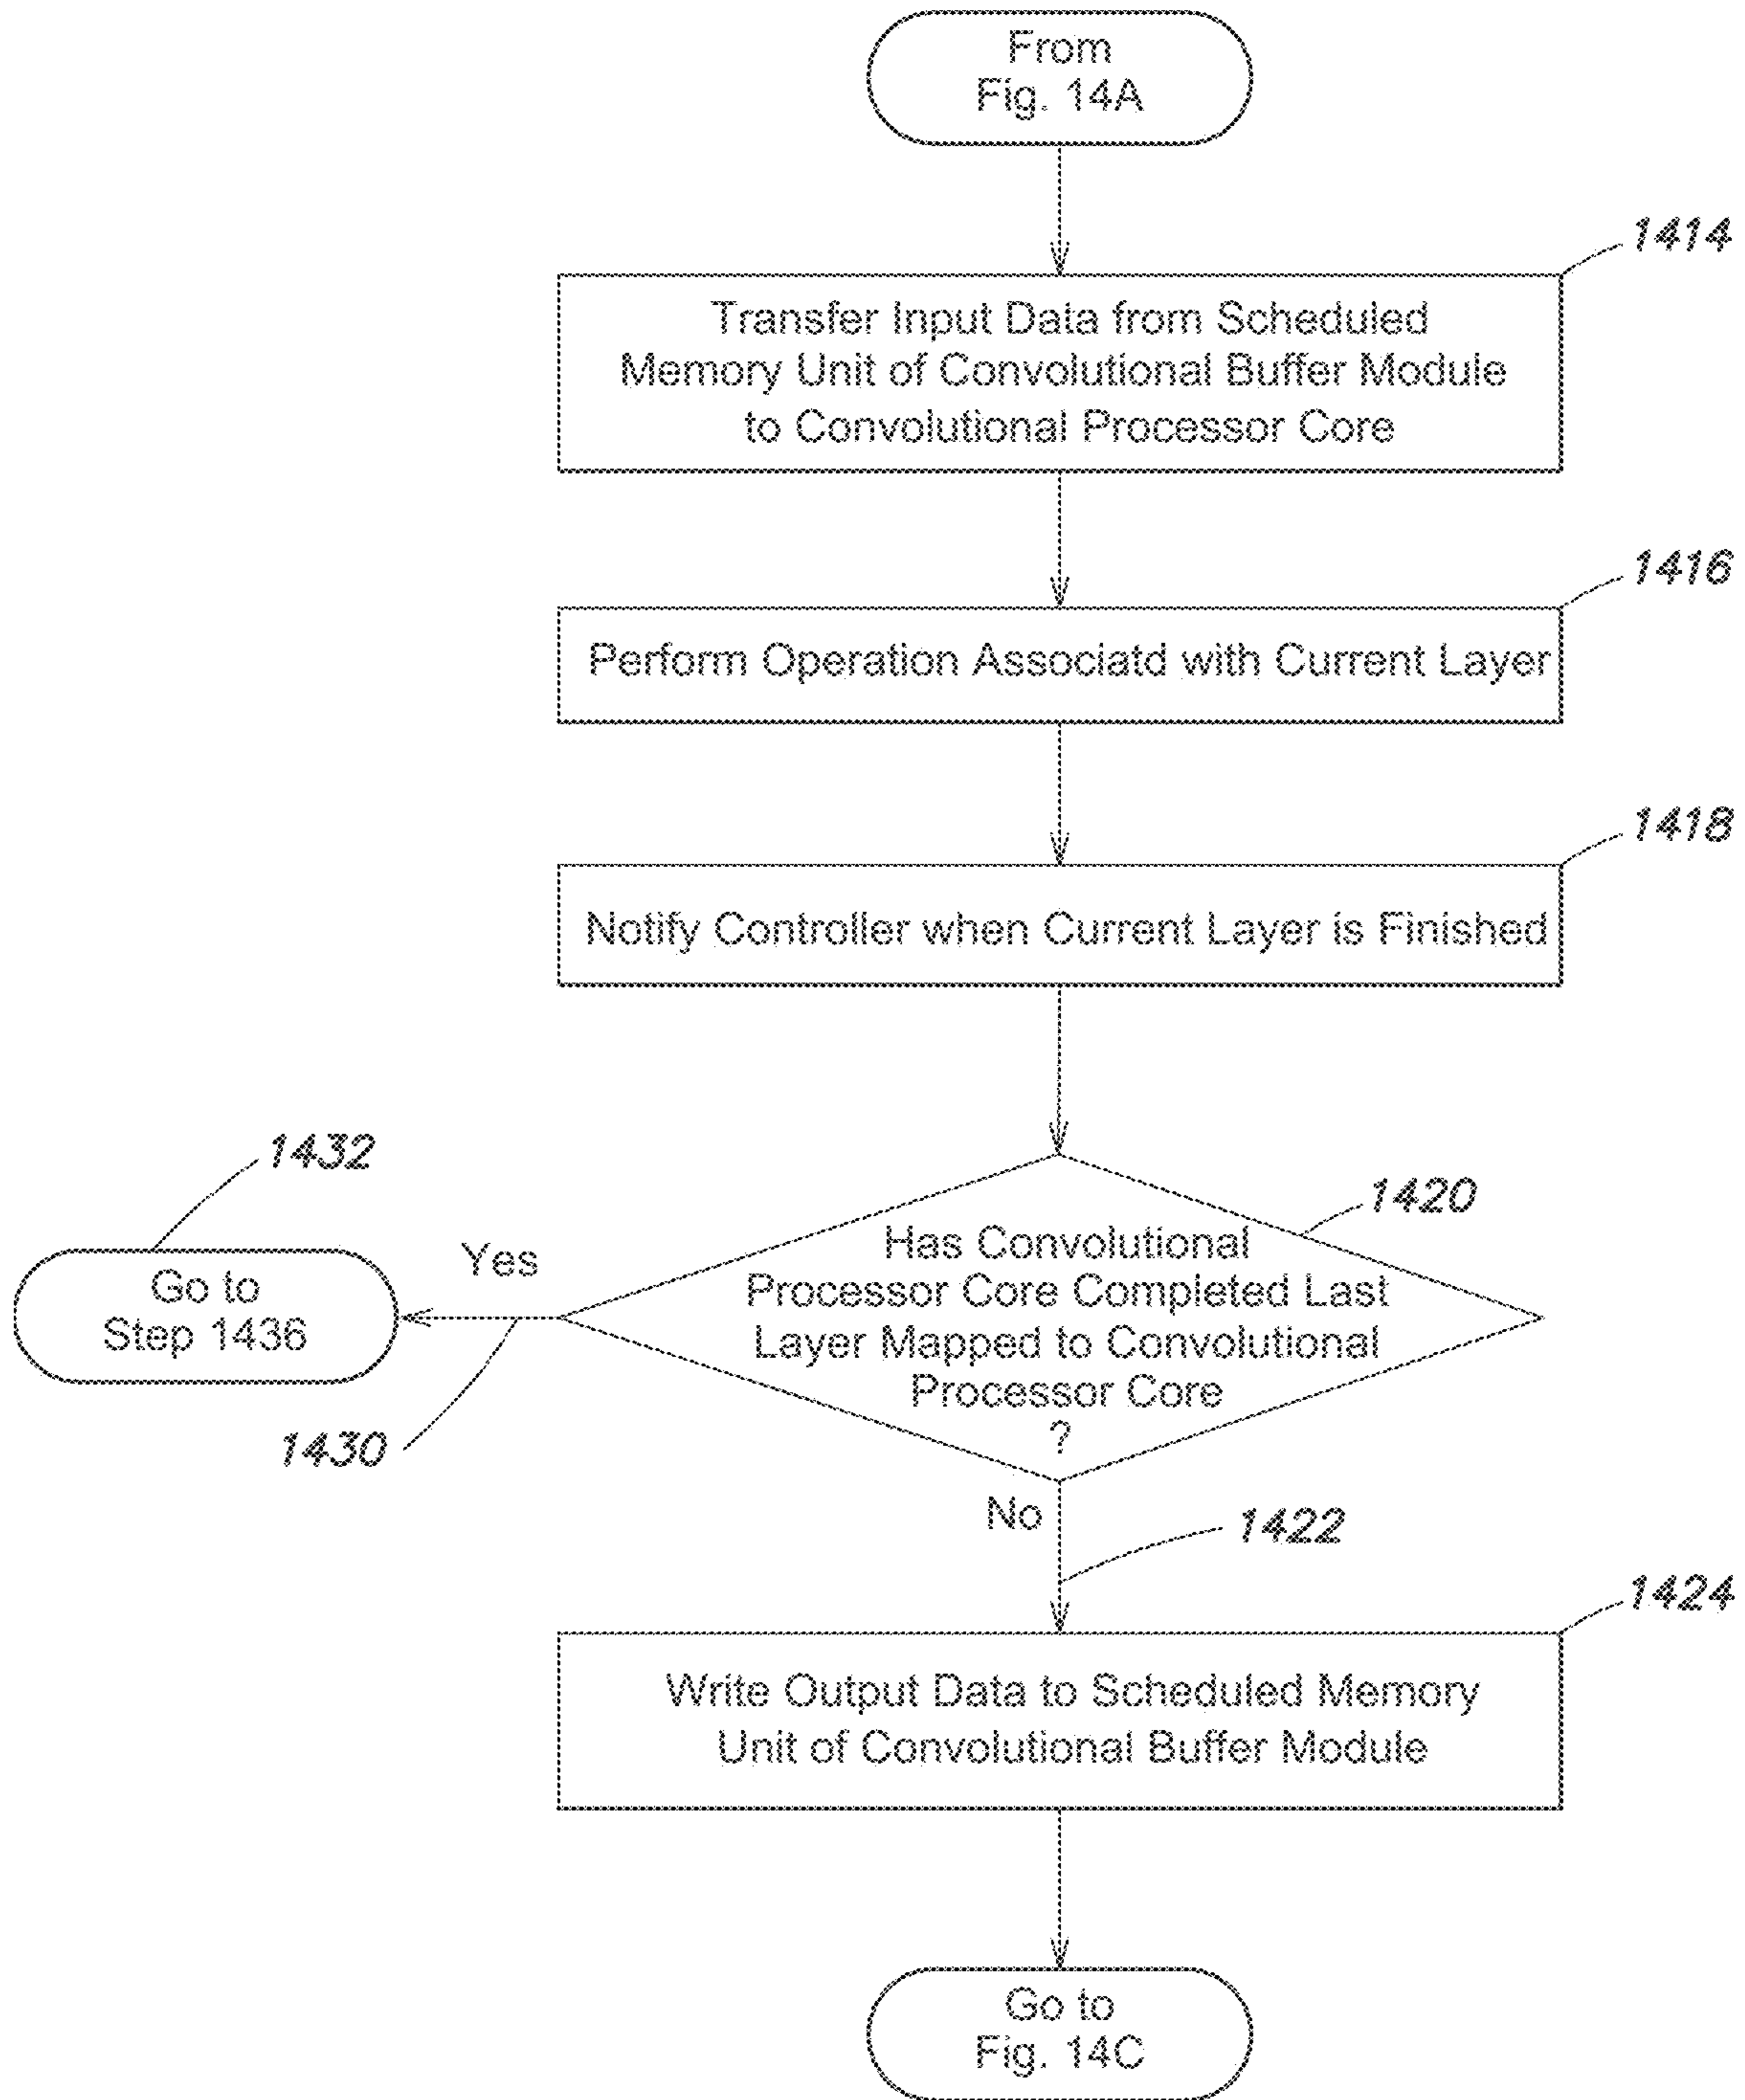 From
Fig. 14A
1414
Transfer Input Data from Scheduled
Memory Unit of Convolutional Buffer Module
to Convolutional Processor Core
1416
Perform Operation Associatd with Current Layer
1418
Notify Controller when Current Layer is Finished
1432
Go to
Step 1436
Yes
1430
1420
Has Convolutional
Processor Core Completed Last
Layer Mapped to Convolutional
Processor Core
?
No
1422
1424
Write Output Data to Scheduled Memory
Unit of Convolutional Buffer Module
Go to
Fig. 14C